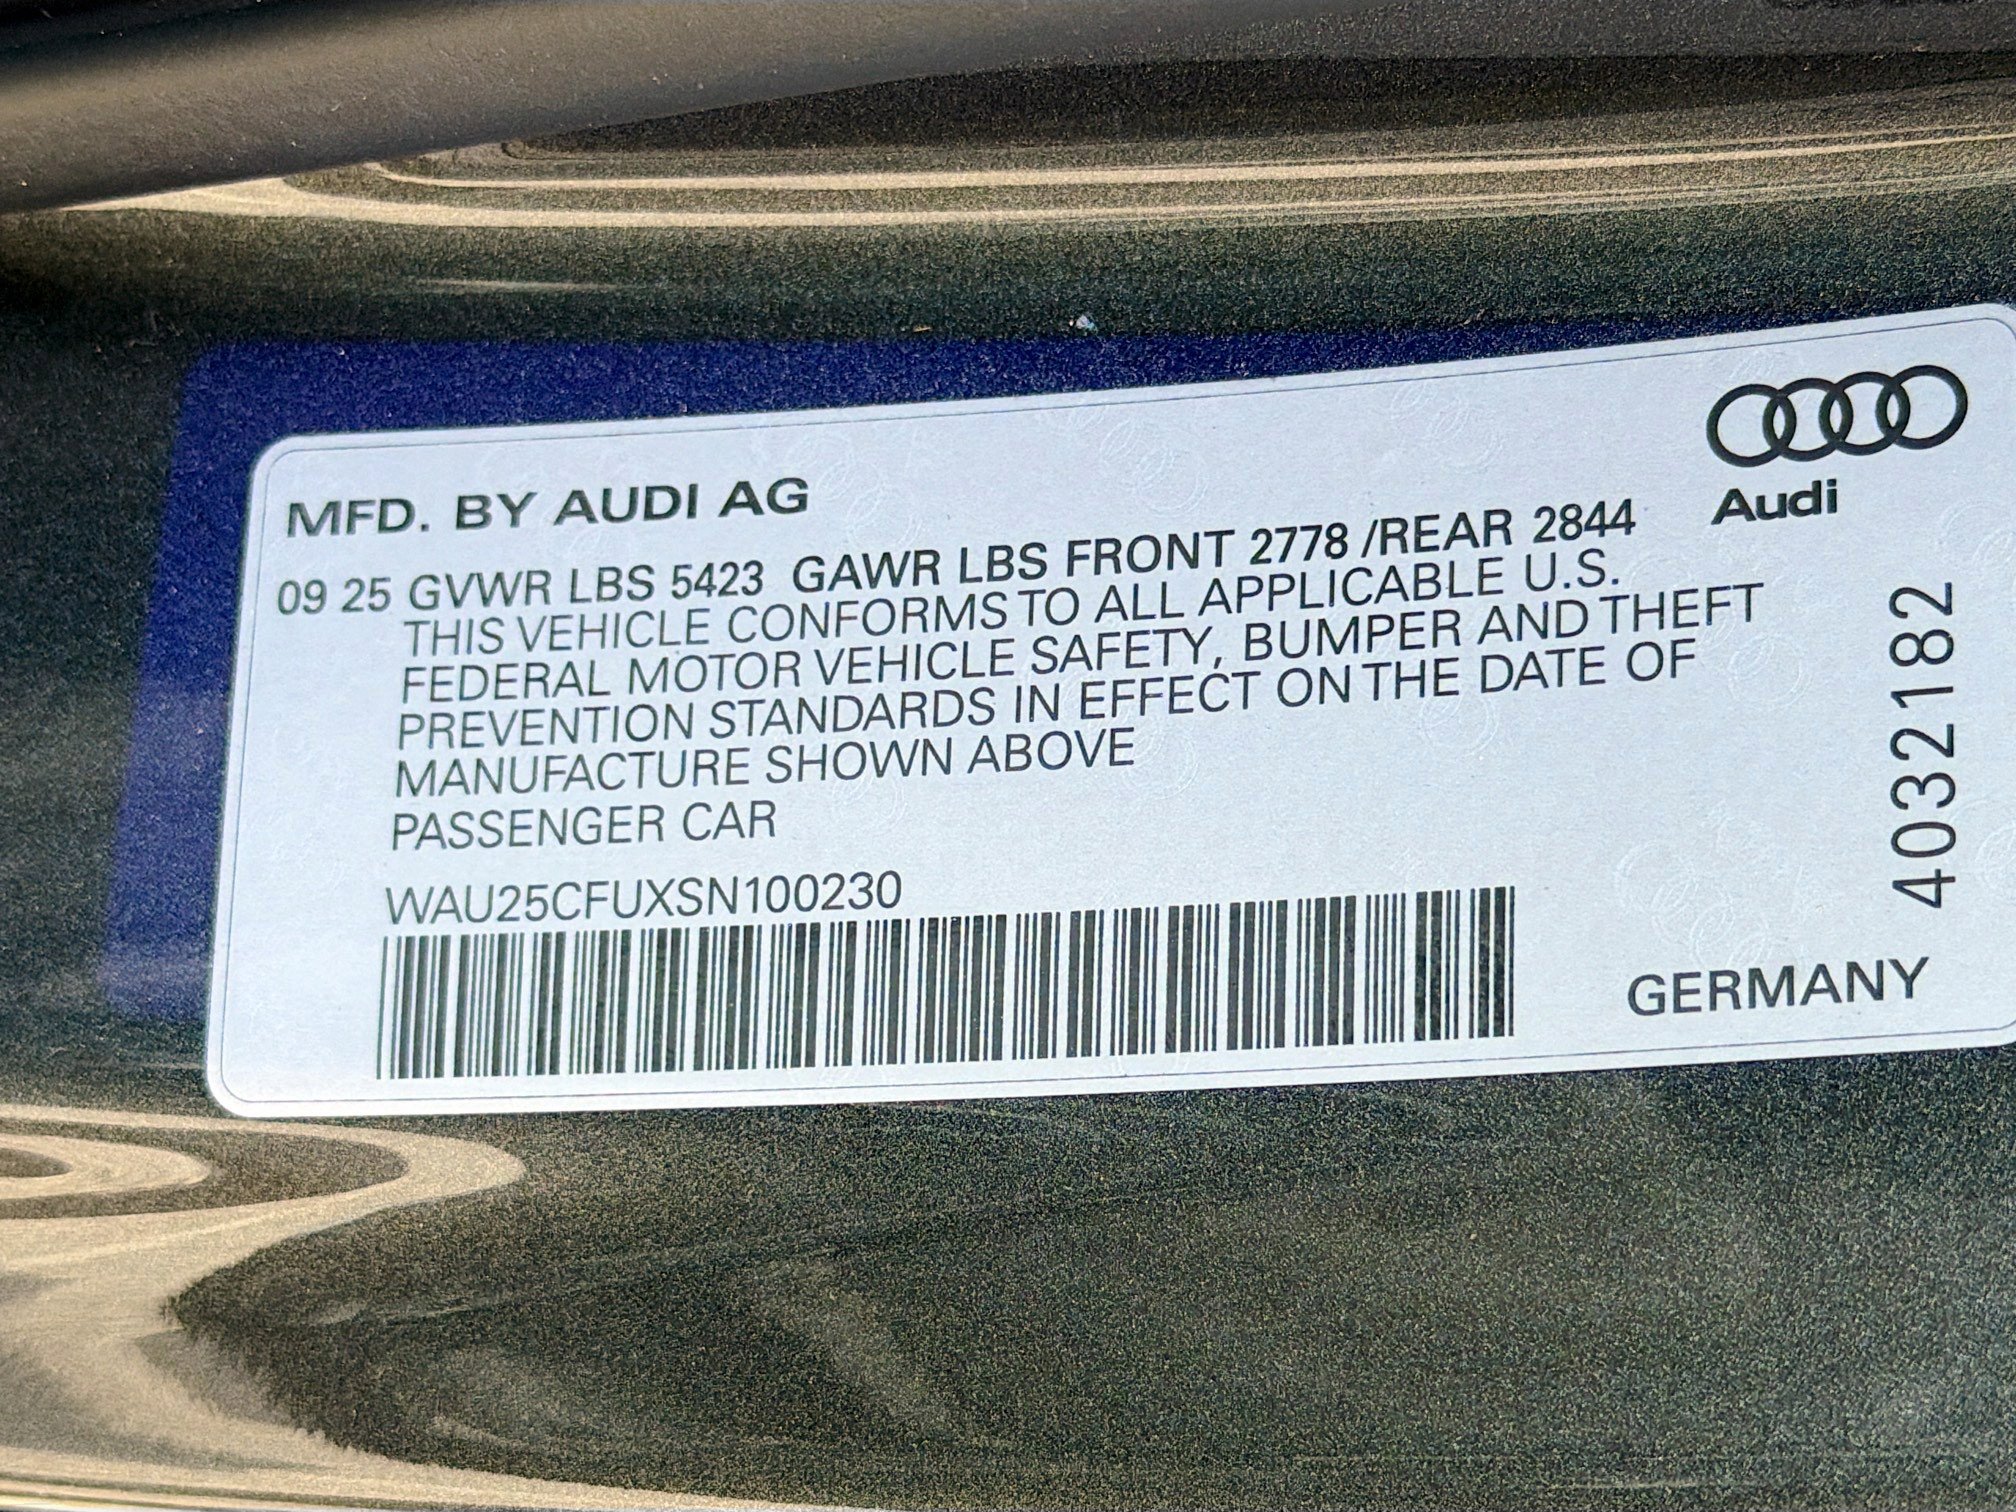 MFD. BY AUDI AG
Audi
09 25 GVWR LBS 5423 GAWR LBS FRONT 2778 /REAR 2844
THIS VEHICLE CONFORMS TO ALL APPLICABLE U.S.
FEDERAL MOTOR VEHICLE SAFETY, BUMPER AND THEFT
PREVENTION STANDARDS IN EFFECT ON THE DATE OF
MANUFACTURE SHOWN ABOVE
PASSENGER CAR
WAU25CFUXSN100230
4032182
GERMANY